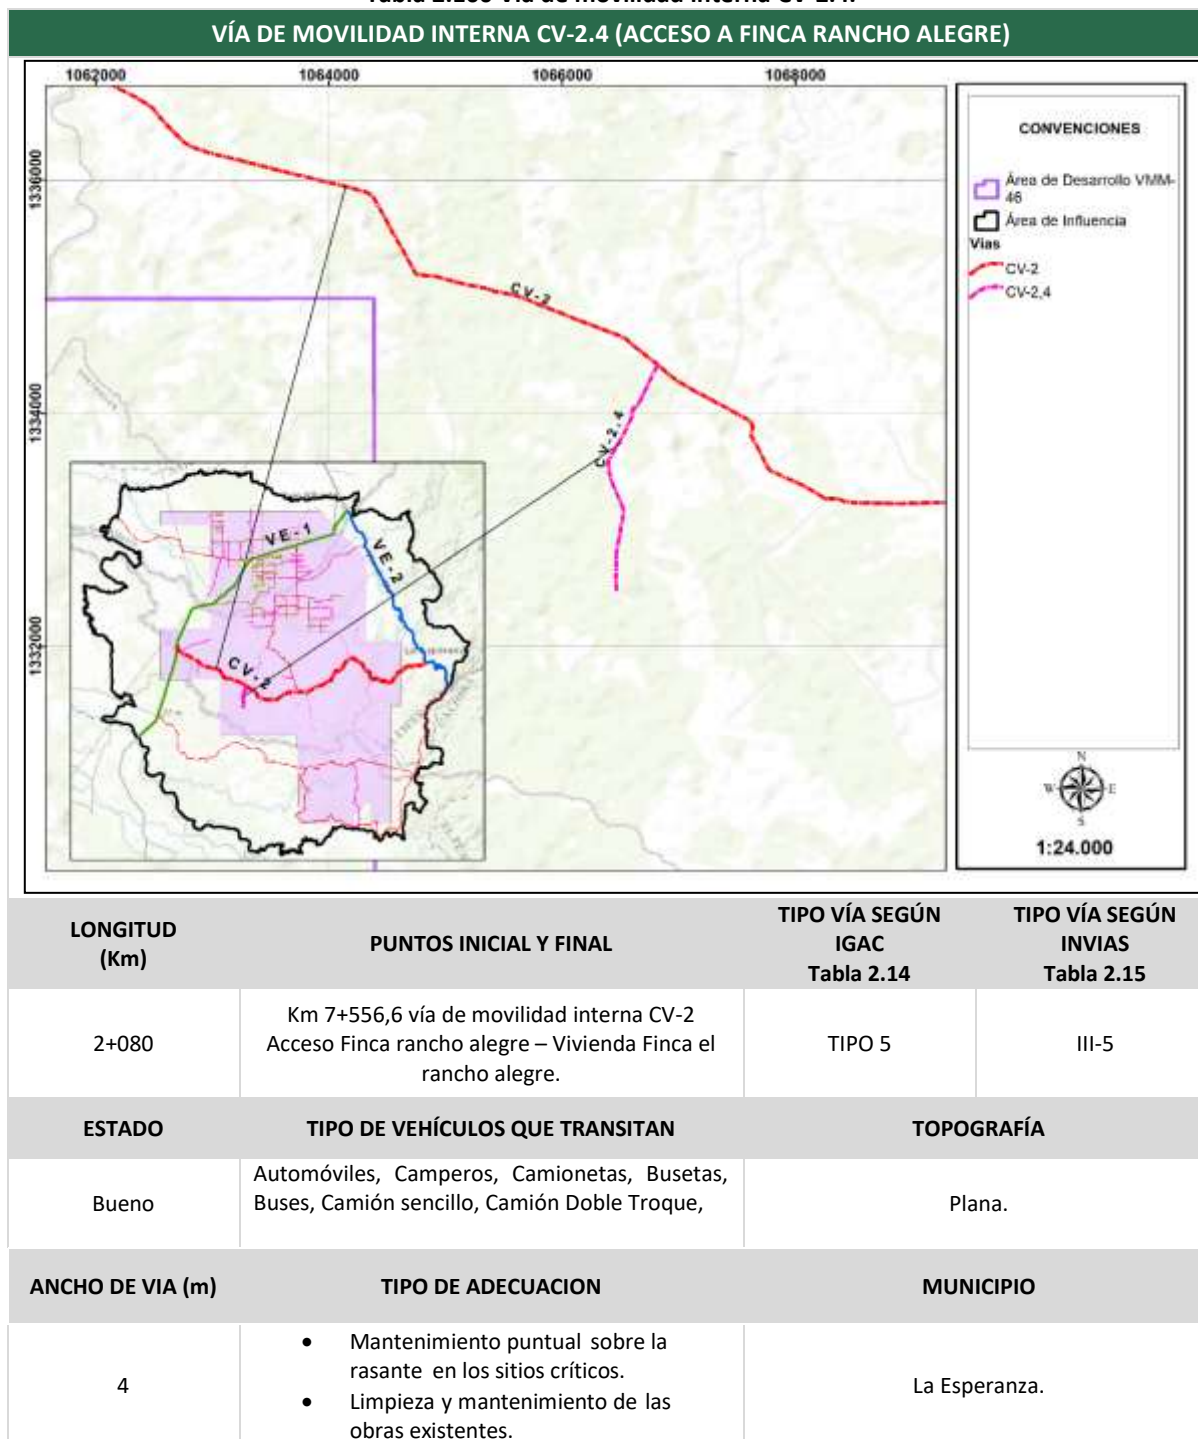 VÍA DE MOVILIDAD INTERNA CV-2.4 (ACCESO A FINCA RANCHO ALEGRE)
1062000
1064000
1066000
1068000
1336000
1334000
1332000
CV-2
CV-2,4
VE-1
VE-2
CV-2
CONVENCIONES
Área de Desarrollo VMM-
46
Área de Influencia
Vias
CV-2
CV-2,4
N
W
E
S
1:24.000
LONGITUD
(Km)
PUNTOS INICIAL Y FINAL
TIPO VÍA SEGÚN
IGAC
Tabla 2.14
TIPO VÍA SEGÚN
INVIAS
Tabla 2.15
2+080
Km 7+556,6 vía de movilidad interna CV-2
Acceso Finca rancho alegre – Vivienda Finca el
rancho alegre.
TIPO 5
III-5
ESTADO
TIPO DE VEHÍCULOS QUE TRANSITAN
TOPOGRAFÍA
Bueno
Automóviles, Camperos, Camionetas, Busetas,
Buses, Camión sencillo, Camión Doble Troque,
Plana.
ANCHO DE VIA (m)
TIPO DE ADECUACION
MUNICIPIO
4
• Mantenimiento puntual sobre la
rasante en los sitios críticos.
• Limpieza y mantenimiento de las
obras existentes.
La Esperanza.